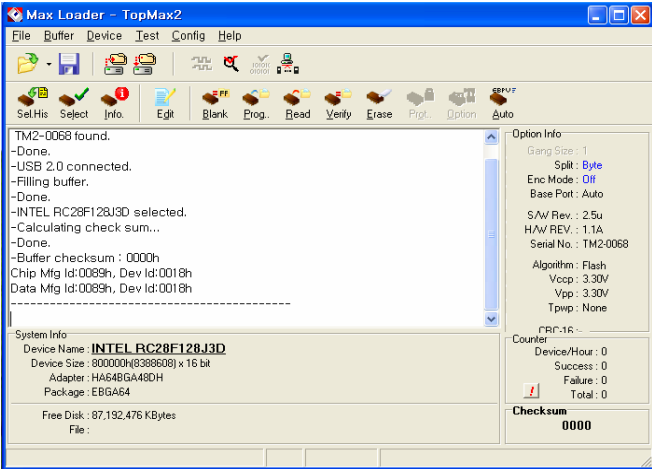 Max Loader - TopMax2
File Buffer Device Test Config Help
Sel.His Select Info. Edit Blank Prog.. Read Verify Erase Prot.. Option Auto
TM2-0068 found.
-Done.
-USB 2.0 connected.
-Filling buffer.
-Done.
-INTEL RC28F128J3D selected.
-Calculating check sum...
-Done.
-Buffer checksum : 0000h
Chip Mfg Id:0089h, Dev Id:0018h
Data Mfg Id:0089h, Dev Id:0018h
--------------------------------------------
System Info
Device Name : INTEL RC28F128J3D
Device Size : 800000h(8388608) x 16 bit
Adapter : HA64BGA48DH
Package : EBGA64
Free Disk : 87,192,476 KBytes
File :
Option Info
Gang Size : 1
Split : Byte
Enc Mode : Off
Base Port : Auto
S/W Rev. : 2.5u
H/W REV. : 1.1A
Serial No. : TM2-0068
Algorithm : Flash
Vccp : 3.30V
Vpp : 3.30V
Tpwp : None
CRC-16 : -
Counter
Device/Hour : 0
Success : 0
Failure : 0
Total : 0
Checksum
0000